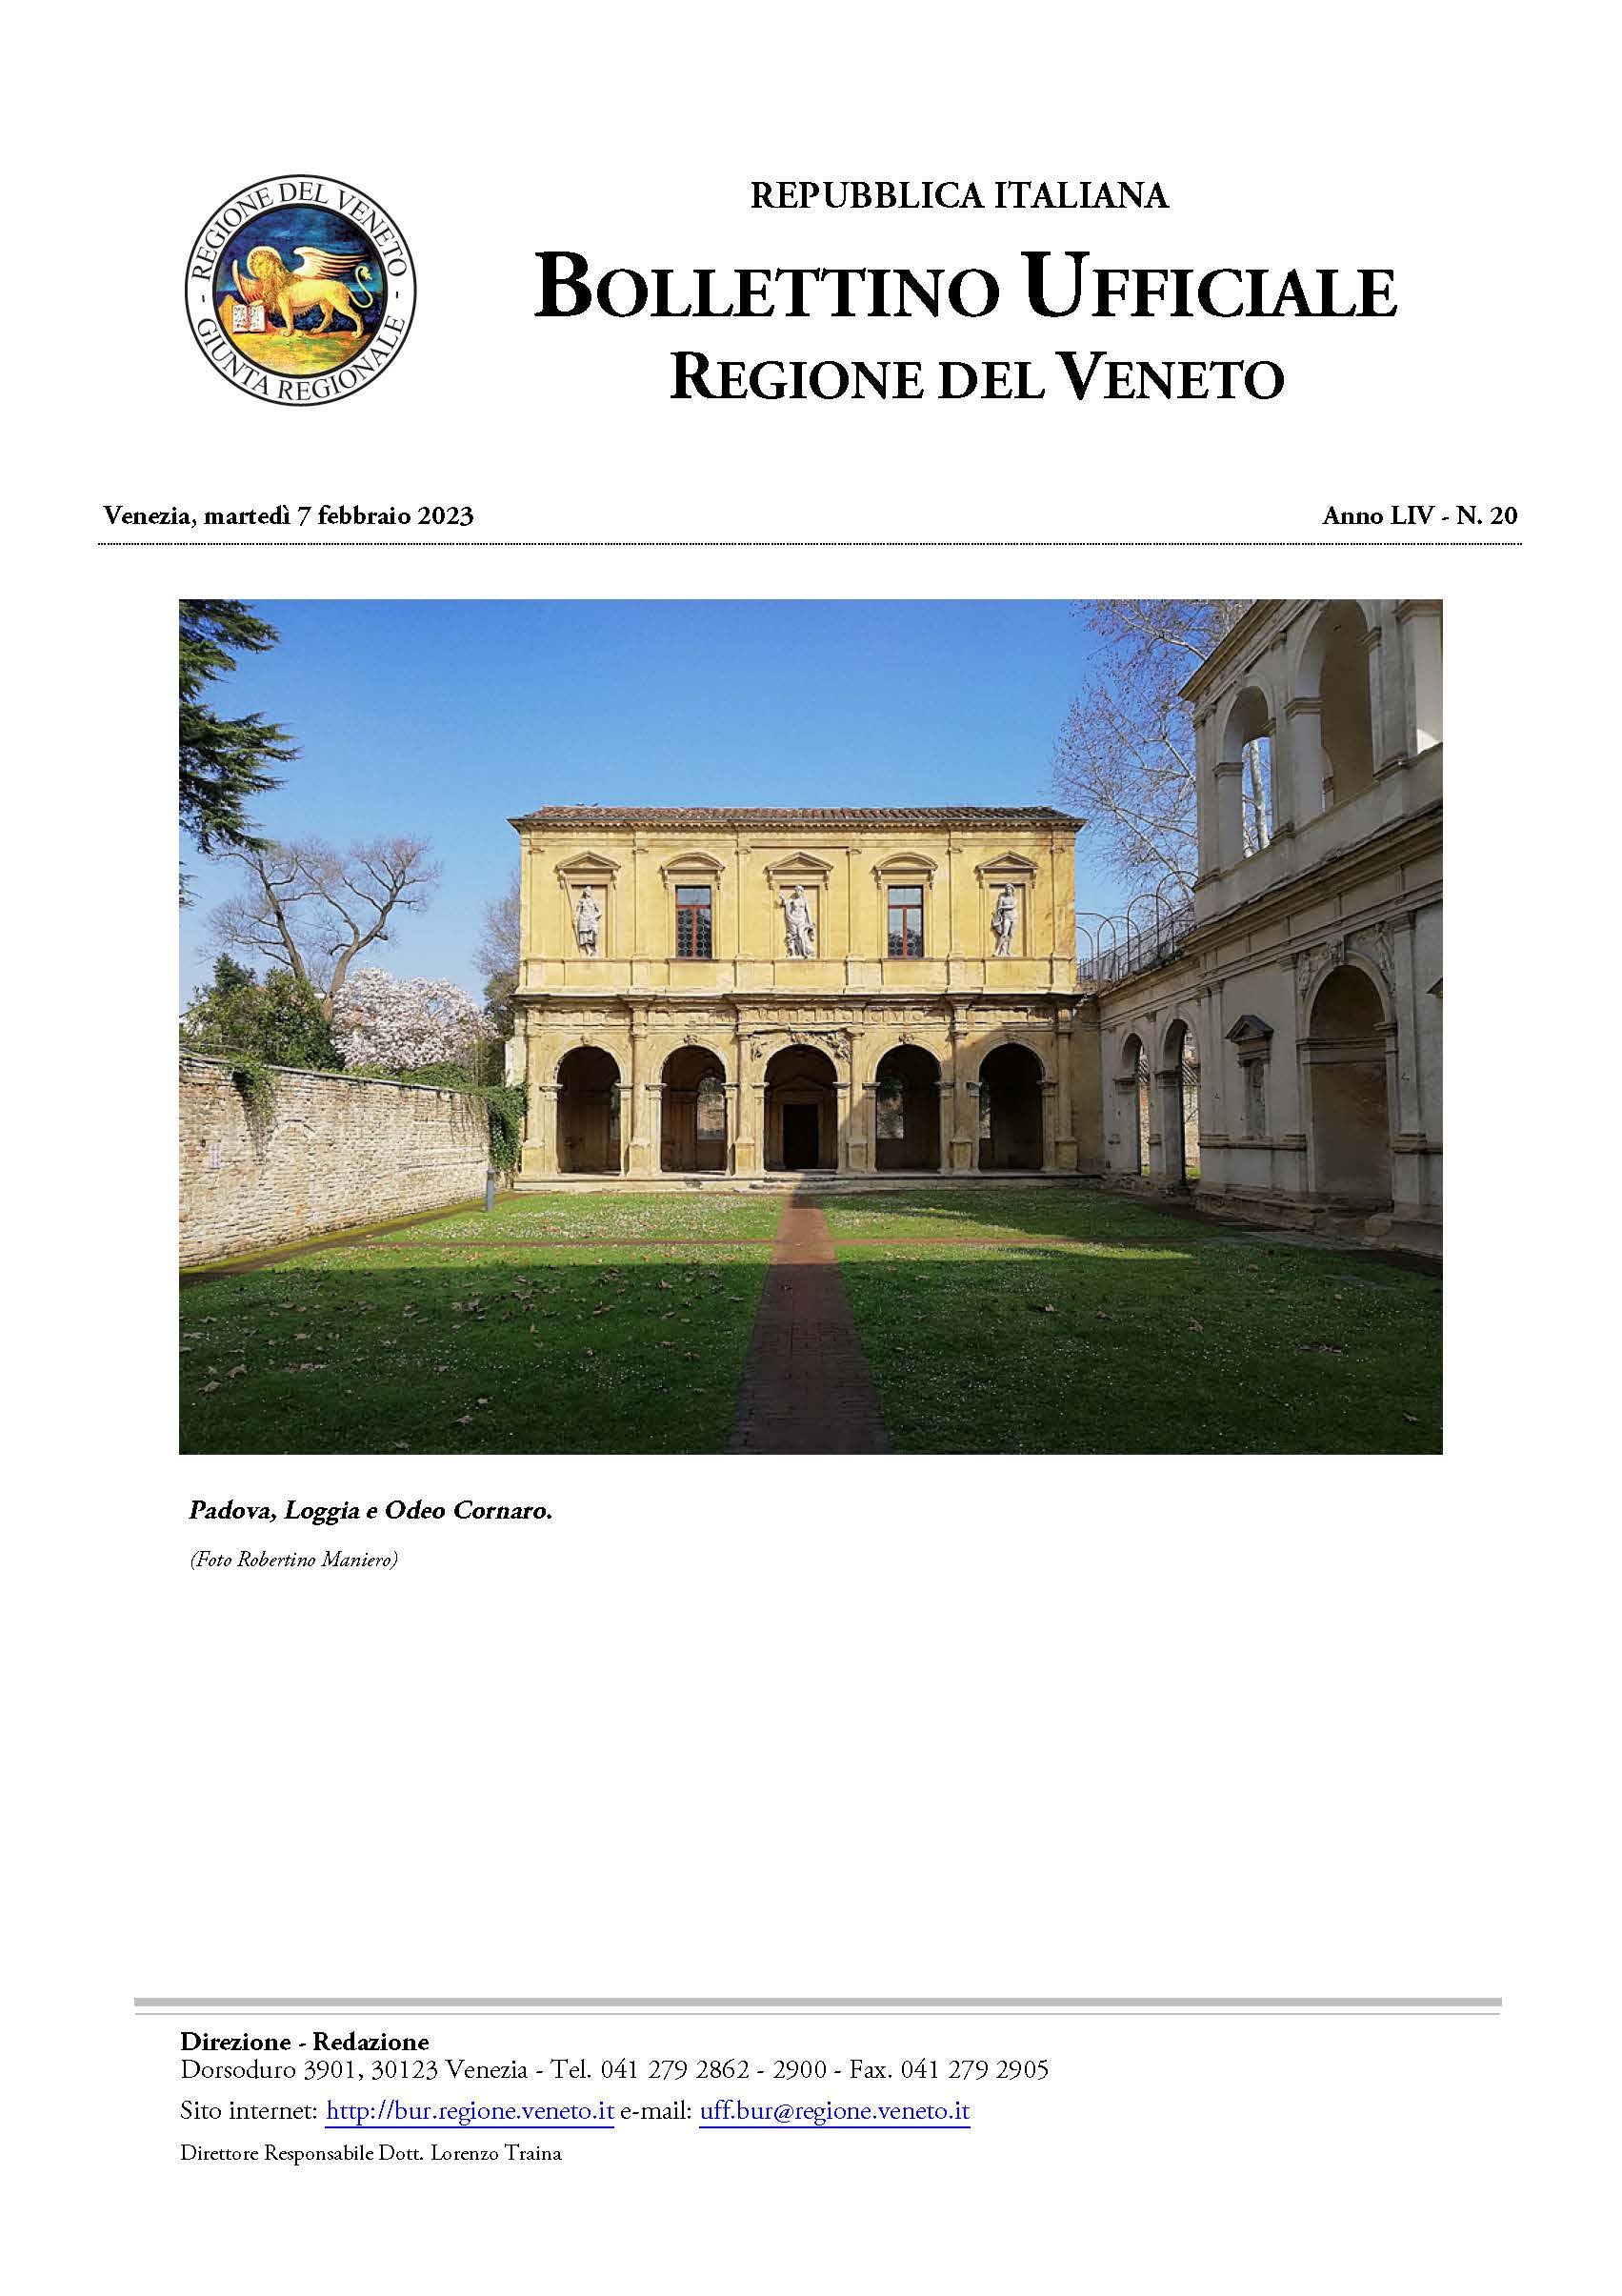 REGIONE DEL VENETO
GIUNTA REGIONALE
REPUBBLICA ITALIANA
BOLLETTINO UFFICIALE
REGIONE DEL VENETO
Venezia, martedì 7 febbraio 2023
Anno LIV - N. 20
Padova, Loggia e Odeo Cornaro.
(Foto Robertino Maniero)
Direzione - Redazione
Dorsoduro 3901, 30123 Venezia - Tel. 041 279 2862 - 2900 - Fax. 041 279 2905
Sito internet: http://bur.regione.veneto.it e-mail: uff.bur@regione.veneto.it
Direttore Responsabile Dott. Lorenzo Traina